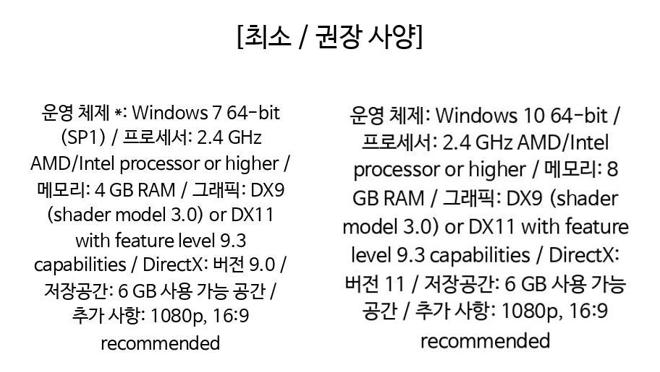 [최소 / 권장 사양]
운영 체제 *: Windows 7 64-bit
(SP1) / 프로세서: 2.4 GHz
AMD/Intel processor or higher /
메모리: 4 GB RAM / 그래픽: DX9
(shader model 3.0) or DX11
with feature level 9.3
capabilities / DirectX: 버전 9.0 /
저장공간: 6 GB 사용 가능 공간 /
추가 사항: 1080p, 16:9
recommended
운영 체제: Windows 10 64-bit /
프로세서: 2.4 GHz AMD/Intel
processor or higher / 메모리: 8
GB RAM / 그래픽: DX9 (shader
model 3.0) or DX11 with feature
level 9.3 capabilities / DirectX:
버전 11 / 저장공간: 6 GB 사용 가능
공간 / 추가 사항: 1080p, 16:9
recommended